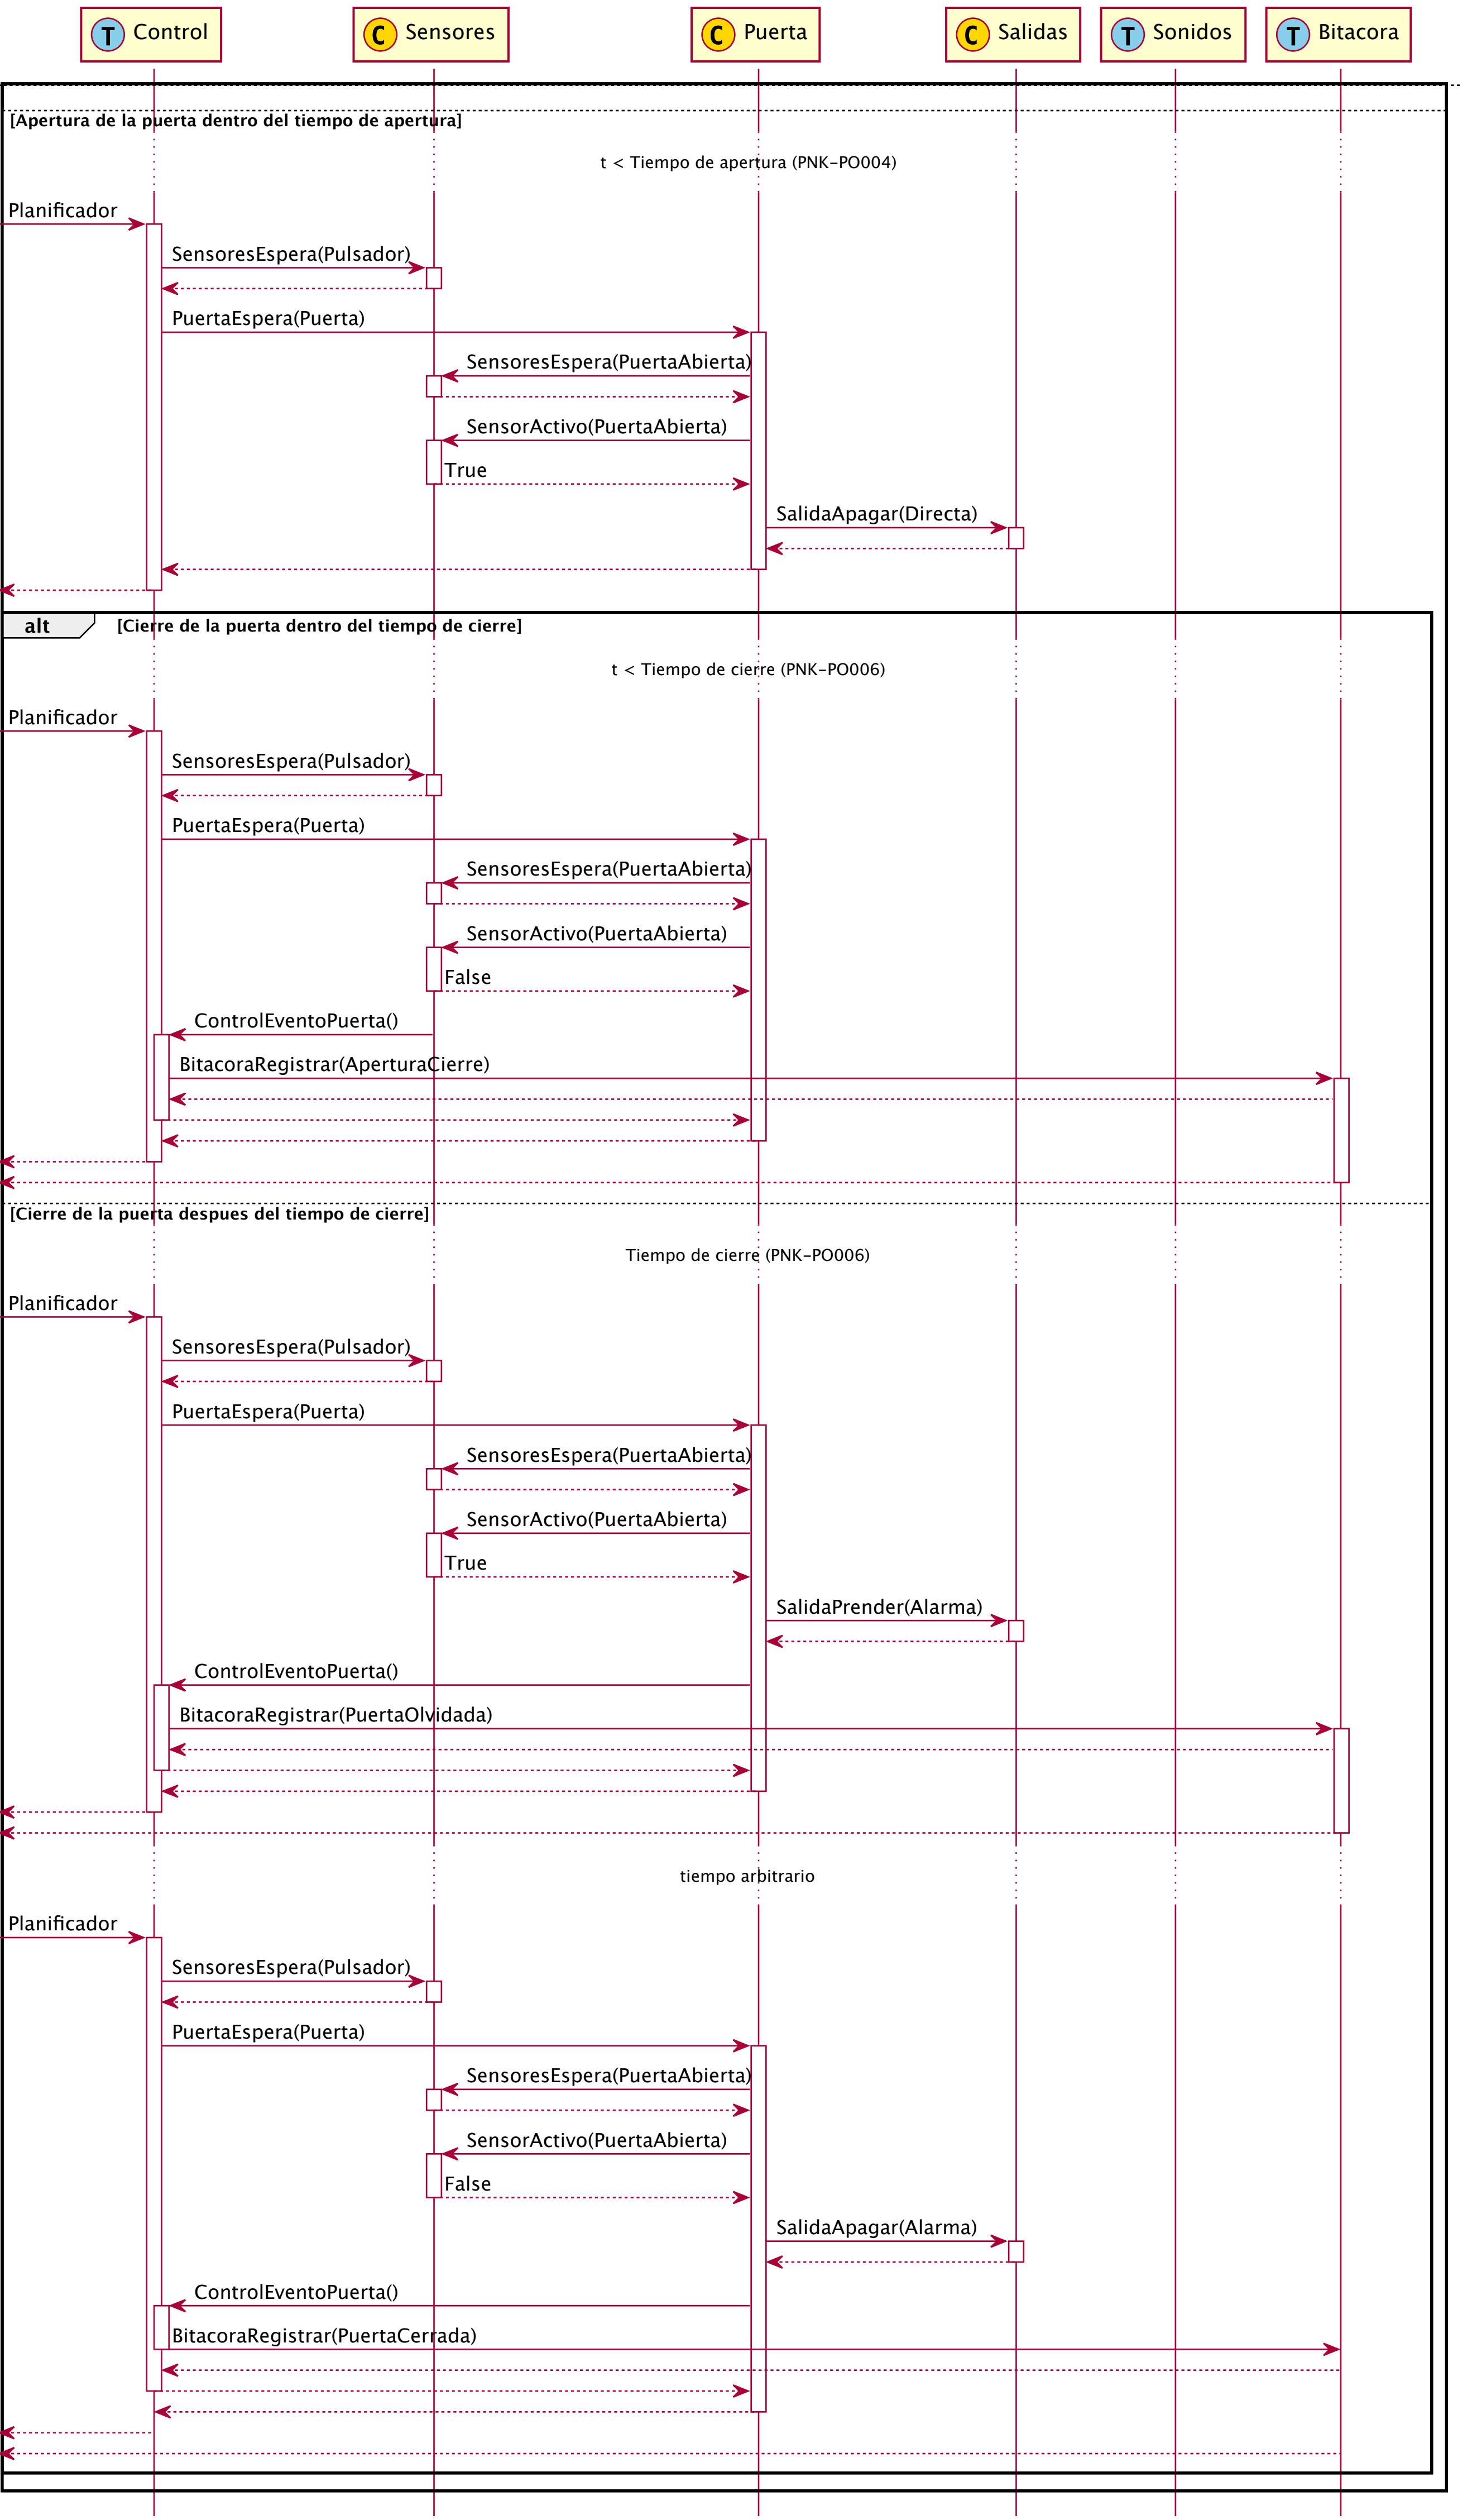 T Control
C Sensores
C Puerta
C Salidas
T Sonidos
T Bitacora
[Apertura de la puerta dentro del tiempo de apertura]
t < Tiempo de apertura (PNK-PO004)
Planificador
SensoresEspera(Pulsador)
PuertaEspera(Puerta)
SensoresEspera(PuertaAbierta)
SensorActivo(PuertaAbierta)
True
SalidaApagar(Directa)
alt [Cierre de la puerta dentro del tiempo de cierre]
t < Tiempo de cierre (PNK-PO006)
Planificador
SensoresEspera(Pulsador)
PuertaEspera(Puerta)
SensoresEspera(PuertaAbierta)
SensorActivo(PuertaAbierta)
False
ControlEventoPuerta()
BitacoraRegistrar(AperturaCierre)
[Cierre de la puerta despues del tiempo de cierre]
Tiempo de cierre (PNK-PO006)
Planificador
SensoresEspera(Pulsador)
PuertaEspera(Puerta)
SensoresEspera(PuertaAbierta)
SensorActivo(PuertaAbierta)
True
SalidaPrender(Alarma)
ControlEventoPuerta()
BitacoraRegistrar(PuertaOlvidada)
tiempo arbitrario
Planificador
SensoresEspera(Pulsador)
PuertaEspera(Puerta)
SensoresEspera(PuertaAbierta)
SensorActivo(PuertaAbierta)
False
SalidaApagar(Alarma)
ControlEventoPuerta()
BitacoraRegistrar(PuertaCerrada)